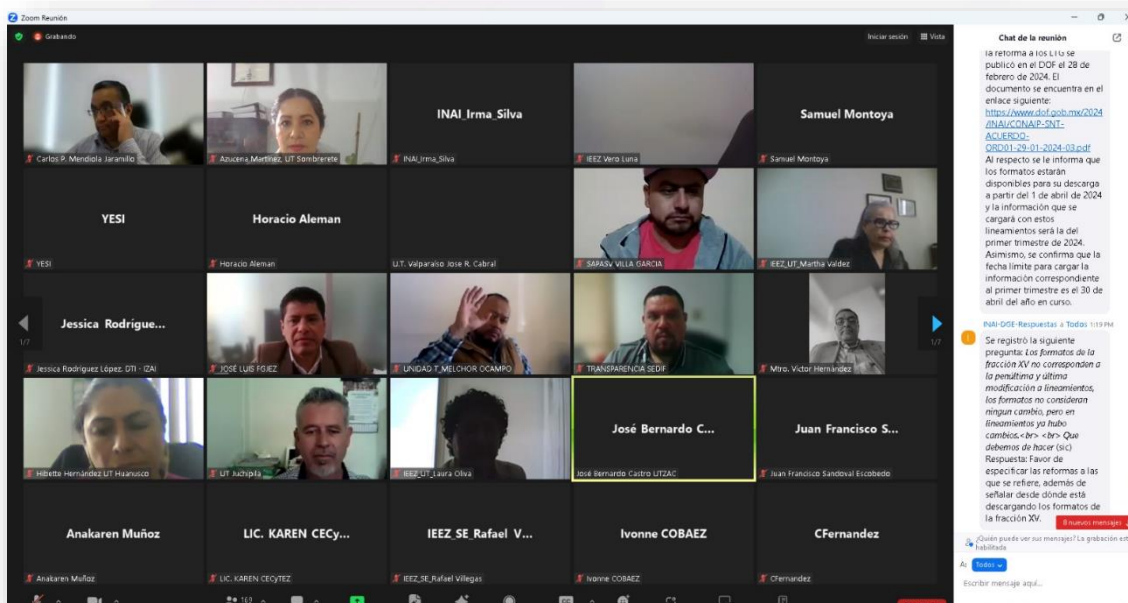 Zoom Reunión
Grabando
Iniciar sesión
Vista
Carlos P. Mendiola Jaramillo
Azucena Martínez, UT Sombrerete
INAI_Irma_Silva
INAI_Irma_Silva
IEEZ Vero Luna
Samuel Montoya
Samuel Montoya
YESI
YESI
Horacio Aleman
Horacio Aleman
U.T. Valparaíso Jose R. Cabral
SAPASV VILLA GARCIA
IEEZ_UT_Martha Valdez
1/7
Jessica Rodrígue...
Jessica Rodríguez López. DTI - IZAI
JOSÉ LUIS FGJEZ
UNIDAD T_MELCHOR OCAMPO
TRANSPARENCIA SEDIF
Mtro. Víctor Hernández
1/7
Hibette Hernández UT Huanusco
UT Juchipila
IEEZ_UT_Laura Oliva
José Bernardo C...
José Bernardo Castro UTZAC
Juan Francisco S...
Juan Francisco Sandoval Escobedo
Anakaren Muñoz
Anakaren Muñoz
LIC. KAREN CECy...
LIC. KAREN CECyTEZ
IEEZ_SE_Rafael V...
IEEZ_SE_Rafael Villegas
Ivonne COBAEZ
Ivonne COBAEZ
CFernandez
CFernandez
169
Chat de la reunión
la reforma a los LTG se
publicó en el DOF el 28 de
febrero de 2024. El
documento se encuentra en el
enlace siguiente:
https://www.dof.gob.mx/2024
/INAI/CONAIP-SNT-
ACUERDO-
ORD01-29-01-2024-03.pdf
Al respecto se le informa que
los formatos estarán
disponibles para su descarga
a partir del 1 de abril de 2024
y la información que se
cargará con estos
lineamientos será la del
primer trimestre de 2024.
Asimismo, se confirma que la
fecha límite para cargar la
información correspondiente
al primer trimestre es el 30 de
abril del año en curso.
INAI-DGE-Respuestas a Todos 1:19 PM
I
Se registró la siguiente
pregunta: Los formatos de la
fracción XV no corresponden a
la penúltima y última
modificación a lineamientos,
los formatos no consideran
ningun cambio, pero en
lineamientos ya hubo
cambios.<br> <br> Que
debemos de hacer (sic)
Respuesta: Favor de
especificar las reformas a las
que se refiere, además de
señalar desde dónde está
descargando los formatos de
la fracción XV.
8 nuevos mensajes
¿Quién puede ver sus mensajes? La grabación est
habilitada
A:
Todos
Escribir mensaje aquí...